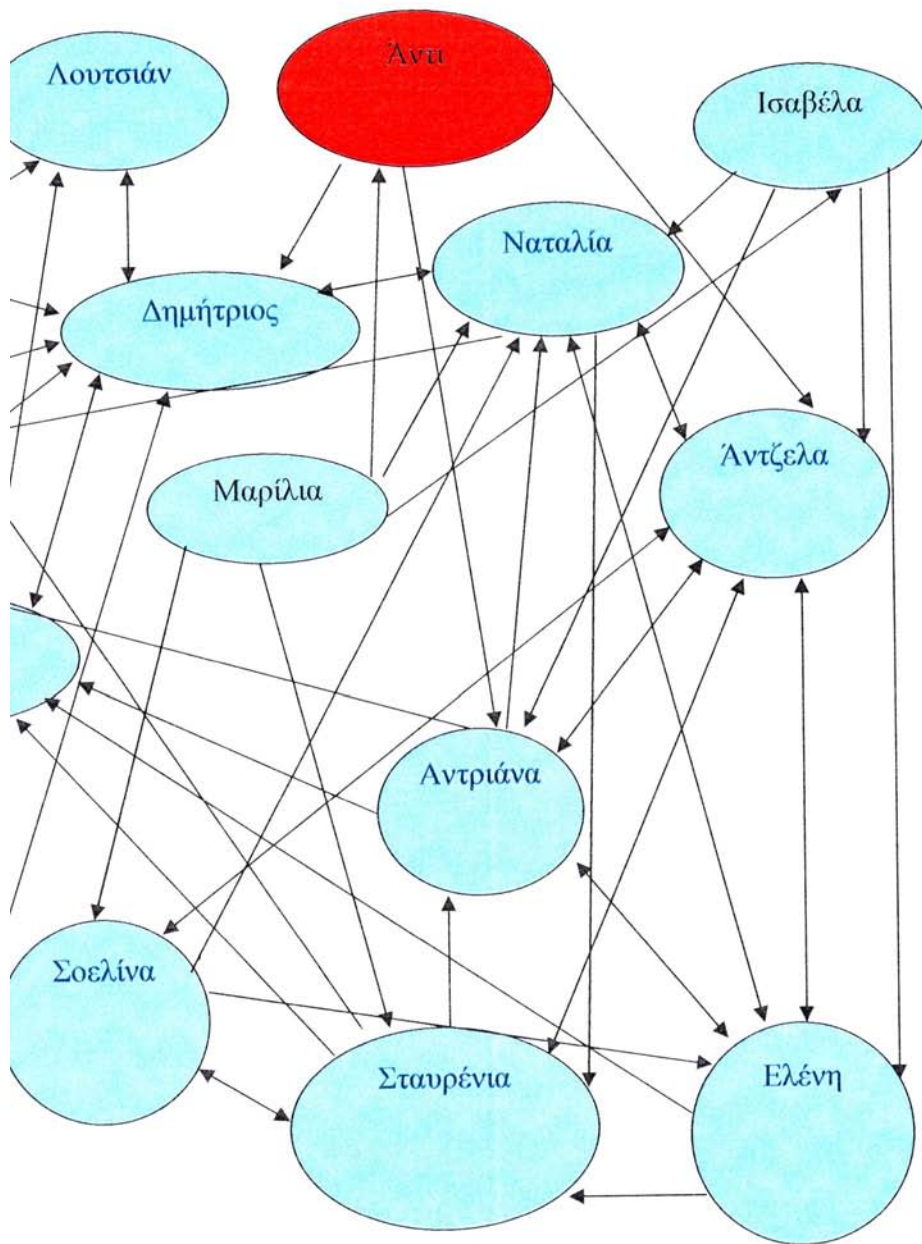 Λουτσιάν
Άντι
Ισαβέλα
Ναταλία
Δημήτριος
Άντζελα
Μαρίλια
Αντριάνα
Σοελίνα
Σταυρένια
Ελένη